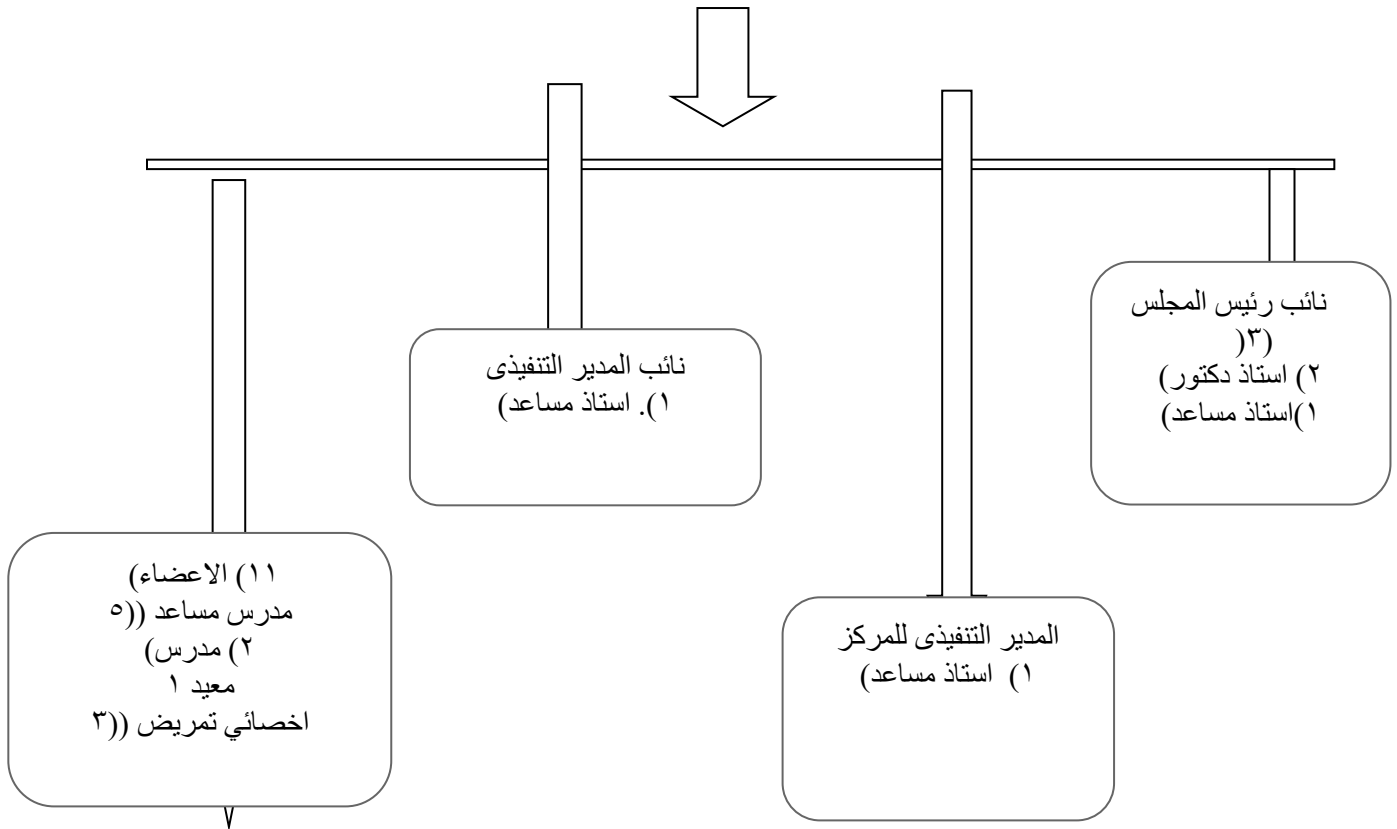 نائب رئيس المجلس
(٣(
٢) استاذ دكتور)
١)استاذ مساعد)
نائب المدير التنفيذى
١). استاذ مساعد)
المدير التنفيذى للمركز
١) استاذ مساعد)
١١) الاعضاء)
مدرس مساعد ((٥
٢) مدرس)
معيد ١
اخصائي تمريض ((٣